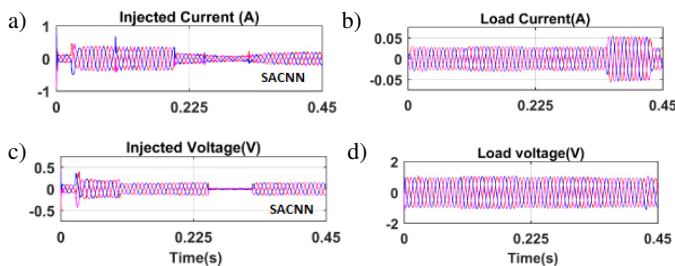 a)
Injected Current (A)
1
0
-1
0
0.225
0.45
SACNN
b)
Load Current(A)
0.05
0
-0.05
0
0.225
0.45
c)
Injected Voltage(V)
0.5
0
-0.5
0
0.225
0.45
SACNN
Time(s)
d)
Load voltage(V)
2
0
-2
0
0.225
0.45
Time(s)